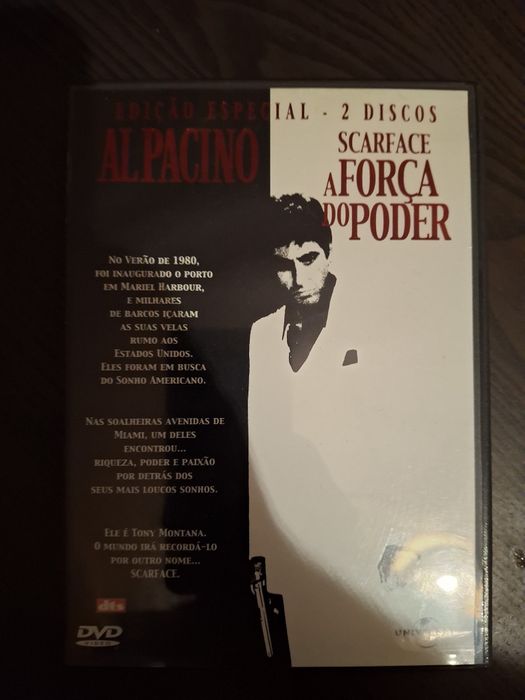 EDIÇÃO ESPECIAL - 2 DISCOS
AL PACINO
SCARFACE
A FORÇA
DO PODER
NO VERÃO DE 1980,
FOI INAUGURADO O PORTO
EM MARIEL HARBOUR,
E MILHARES
DE BARCOS IÇARAM
AS SUAS VELAS
RUMO AOS
ESTADOS UNIDOS.
ELES FORAM EM BUSCA
DO SONHO AMERICANO.
NAS SOALHEIRAS AVENIDAS DE
MIAMI, UM DELES
ENCONTROU...
RIQUEZA, PODER E PAIXÃO
POR DETRÁS DOS
SEUS MAIS LOUCOS SONHOS.
ELE É TONY MONTANA.
O MUNDO IRÁ RECORDÁ-LO
POR OUTRO NOME...
SCARFACE.
dts
DVD
VIDEO
UNIVERSAL